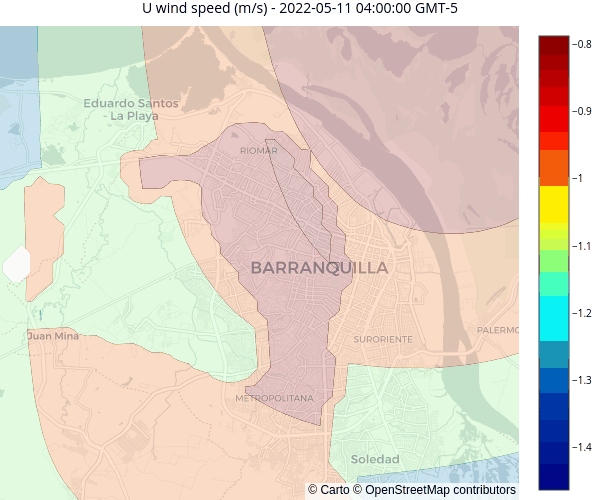 U wind speed (m/s) - 2022-05-11 04:00:00 GMT-5
−0.8
Eduardo Santos
- La Playa
−0.9
RIOMAR
−1
−1.1
BARRANQUILLA
−1.2
Juan Mina
SURORIENTE
PALERMO
−1.3
METROPOLITANA
−1.4
Soledad
© Carto © OpenStreetMap contributors